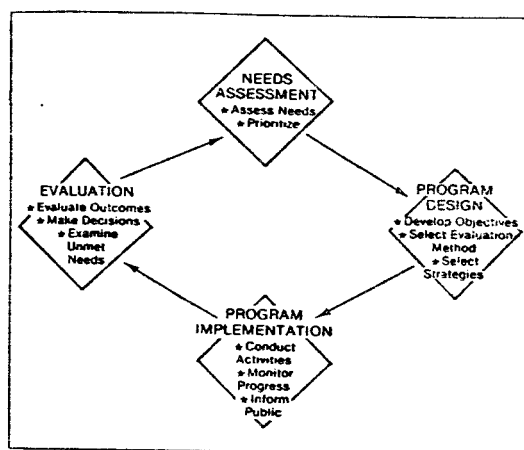 NEEDS
ASSESSMENT
★ Assess Needs
★ Prioritize
PROGRAM
DESIGN
★ Develop Objectives
★ Select Evaluation
Method
★ Select
Strategies
PROGRAM
IMPLEMENTATION
★ Conduct
Activities
★ Monitor
Progress
★ Inform
Public
EVALUATION
★ Evaluate Outcomes
★ Make Decisions
★ Examine
Unmet
Needs